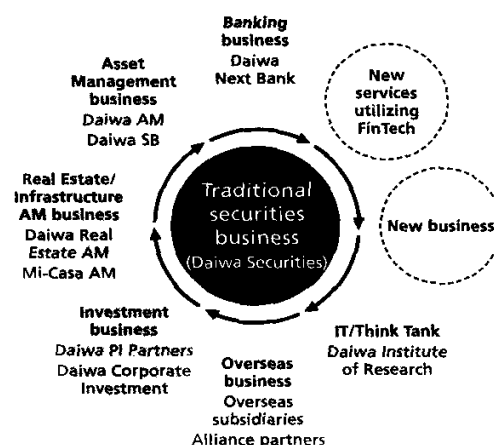 Banking
business
Daiwa
Next Bank
New
services
utilizing
FinTech
New business
IT/Think Tank
Daiwa Institute
of Research
Overseas
business
Overseas
subsidiaries
Alliance partners
Investment
business
Daiwa PI Partners
Daiwa Corporate
Investment
Real Estate/
Infrastructure
AM business
Daiwa Real
Estate AM
Mi-Casa AM
Asset
Management
business
Daiwa AM
Daiwa SB
Traditional
securities
business
(Daiwa Securities)